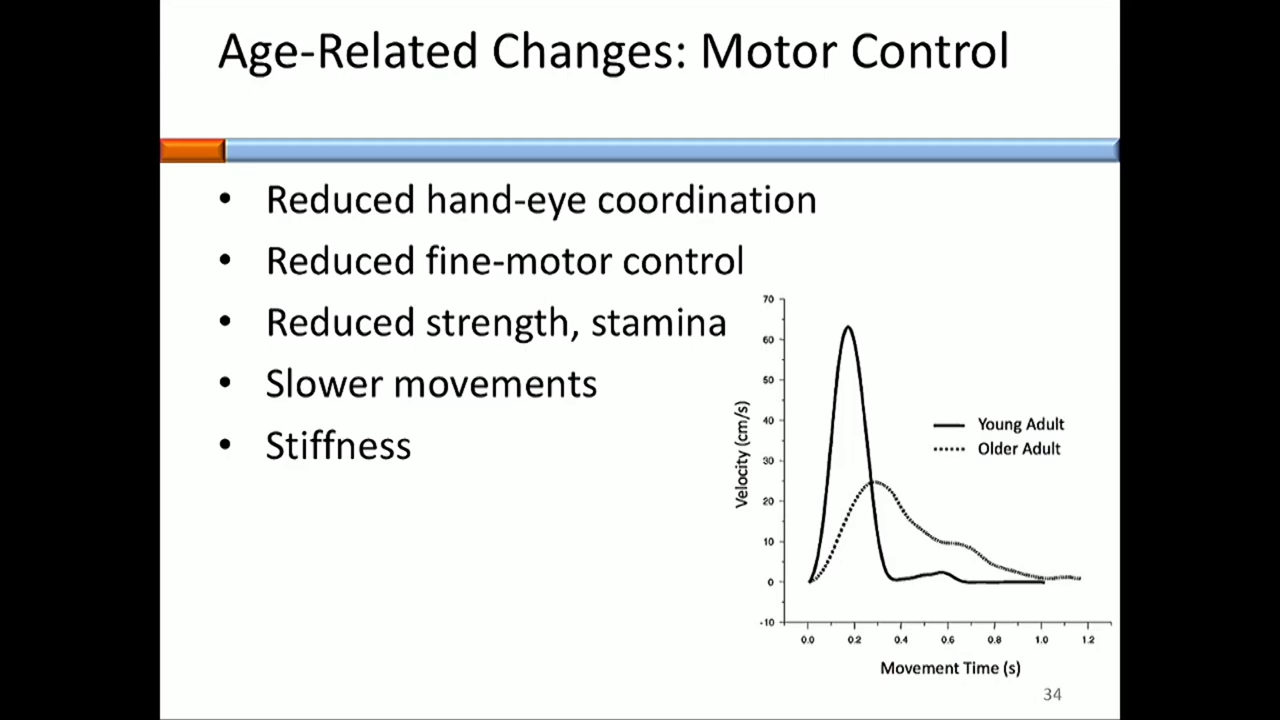 Age-Related Changes: Motor Control
• Reduced hand-eye coordination
• Reduced fine-motor control
• Reduced strength, stamina
• Slower movements
• Stiffness
70
60
50
40
30
20
10
0
-10
Velocity (cm/s)
Young Adult
Older Adult
0.0 0.2 0.4 0.6 0.8 1.0 1.2
Movement Time (s)
34